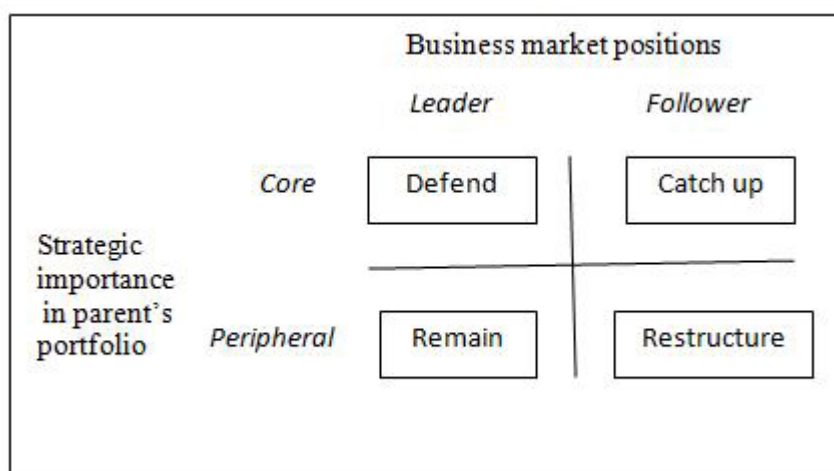 Business market positions
Leader Follower
Core Defend Catch up
Strategic
importance
in parent's
portfolio
Peripheral Remain Restructure